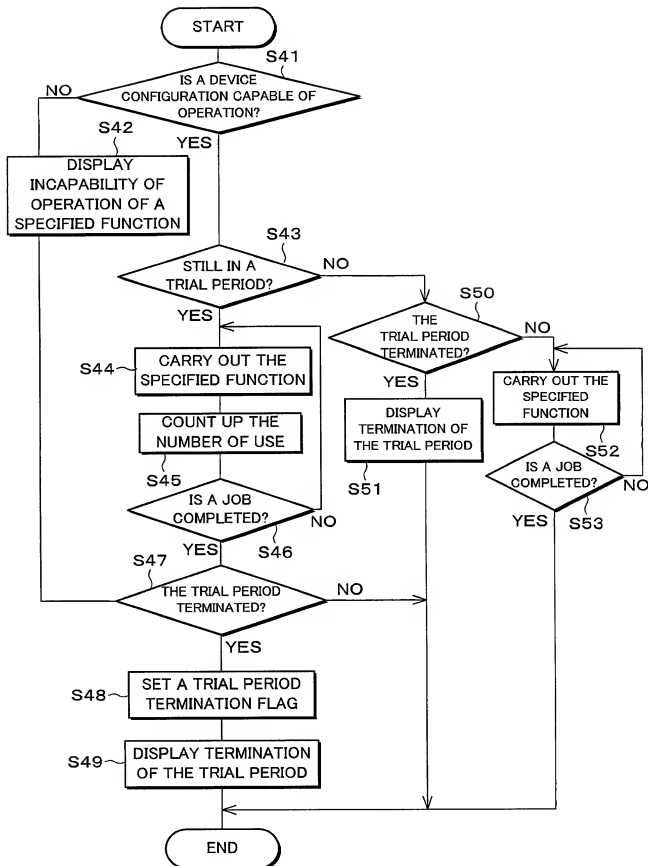 START
S41
IS A DEVICE
CONFIGURATION CAPABLE OF
OPERATION?
NO
YES
S42
DISPLAY
INCAPABILITY OF
OPERATION OF A
SPECIFIED FUNCTION
S43
STILL IN A
TRIAL PERIOD?
NO
YES
S50
THE
TRIAL PERIOD
TERMINATED?
NO
YES
S44
CARRY OUT THE
SPECIFIED FUNCTION
CARRY OUT THE
SPECIFIED
FUNCTION
S52
COUNT UP THE
NUMBER OF USE
S45
DISPLAY
TERMINATION OF
THE TRIAL PERIOD
S51
IS A JOB
COMPLETED?
NO
S46
YES
IS A JOB
COMPLETED?
NO
S53
YES
S47
THE TRIAL PERIOD
TERMINATED?
NO
YES
S48
SET A TRIAL PERIOD
TERMINATION FLAG
S49
DISPLAY TERMINATION
OF THE TRIAL PERIOD
END